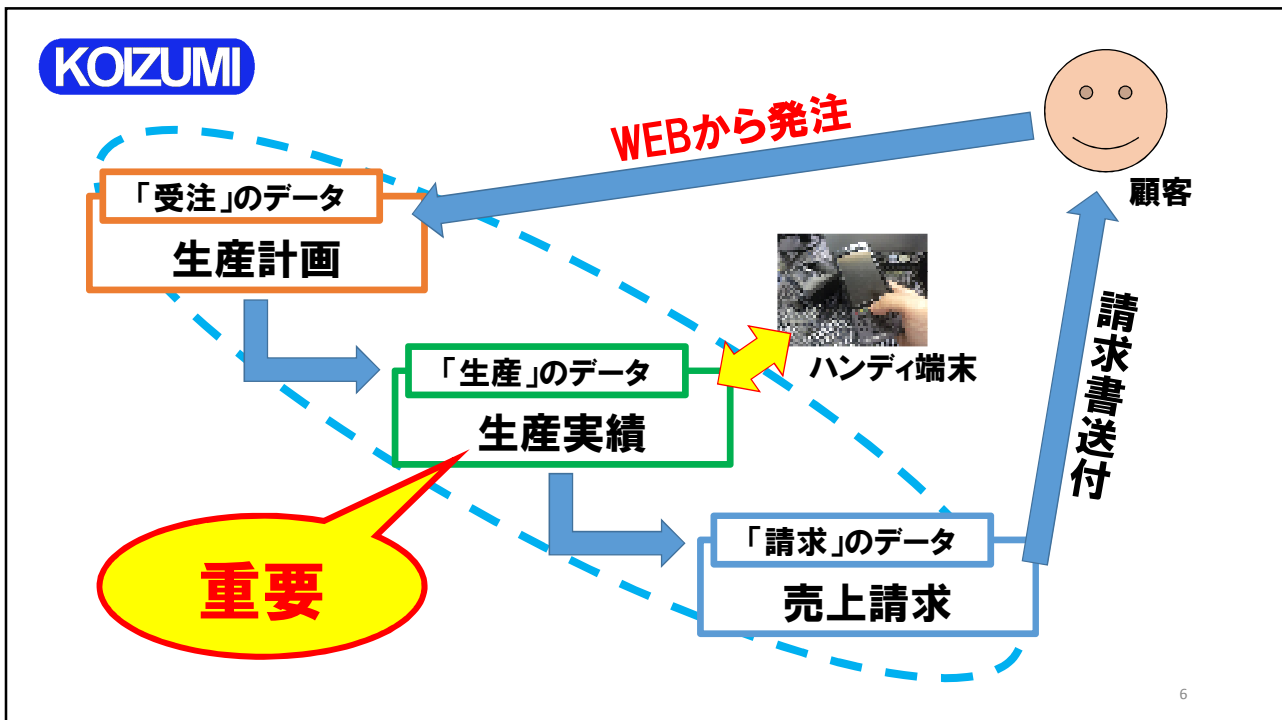 KOIZUMI
WEBから発注
顧客
「受注」のデータ
生産計画
ハンディ端末
「生産」のデータ
生産実績
請求書送付
重要
「請求」のデータ
売上請求
6